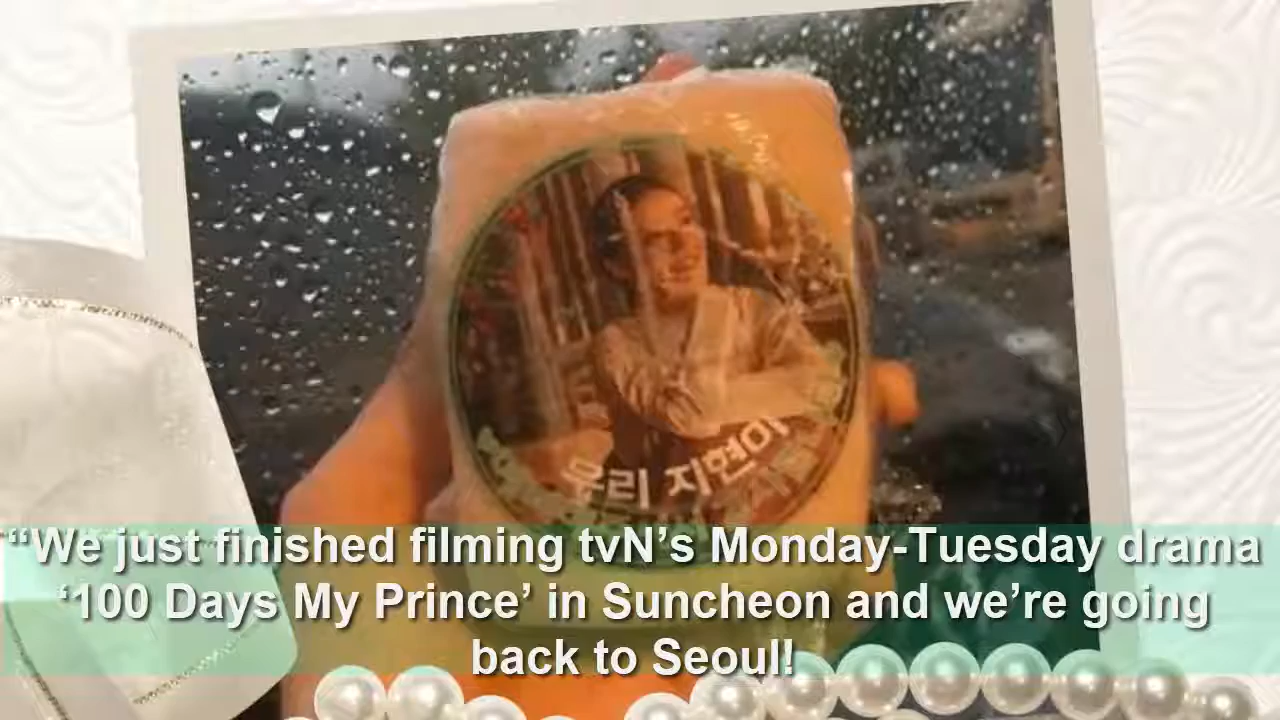 우리 지현이
“We just finished filming tvN’s Monday-Tuesday drama
‘100 Days My Prince’ in Suncheon and we’re going
back to Seoul!